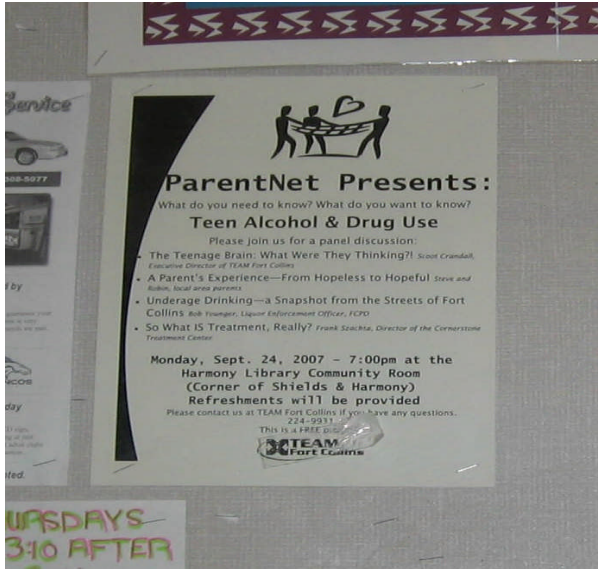 Service
ParentNet Presents:
What do you need to know? What do you want to know?
Teen Alcohol & Drug Use
Please join us for a panel discussion:
• The Teenage Brain: What Were They Thinking?! Scoot Crandall,
Executive Director of TEAM Fort Collins
• A Parent's Experience—From Hopeless to Hopeful Steve and
Robin, local area parents
• Underage Drinking—a Snapshot from the Streets of Fort
Collins Bob Younger, Liquor Enforcement Officer, FCPD
• So What IS Treatment, Really? Frank Szachta, Director of the Cornerstone
Treatment Center
Monday, Sept. 24, 2007 – 7:00pm at the
Harmony Library Community Room
(Corner of Shields & Harmony)
Refreshments will be provided
Please contact us at TEAM Fort Collins if you have any questions.
224-9931
This is a FREE
TEAM
Fort Collins
URSDAYS
3:10 AFTER